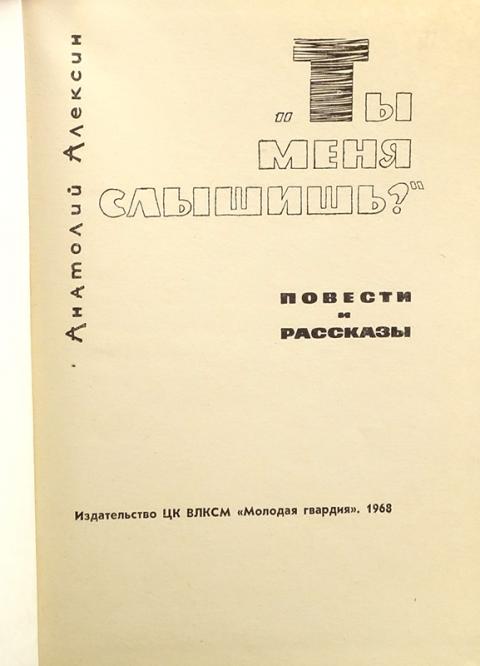 Анатолий Алексин
„Ты
меня
слышишь?"
ПОВЕСТИ
и
РАССКАЗЫ
Издательство ЦК ВЛКСМ «Молодая гвардия». 1968